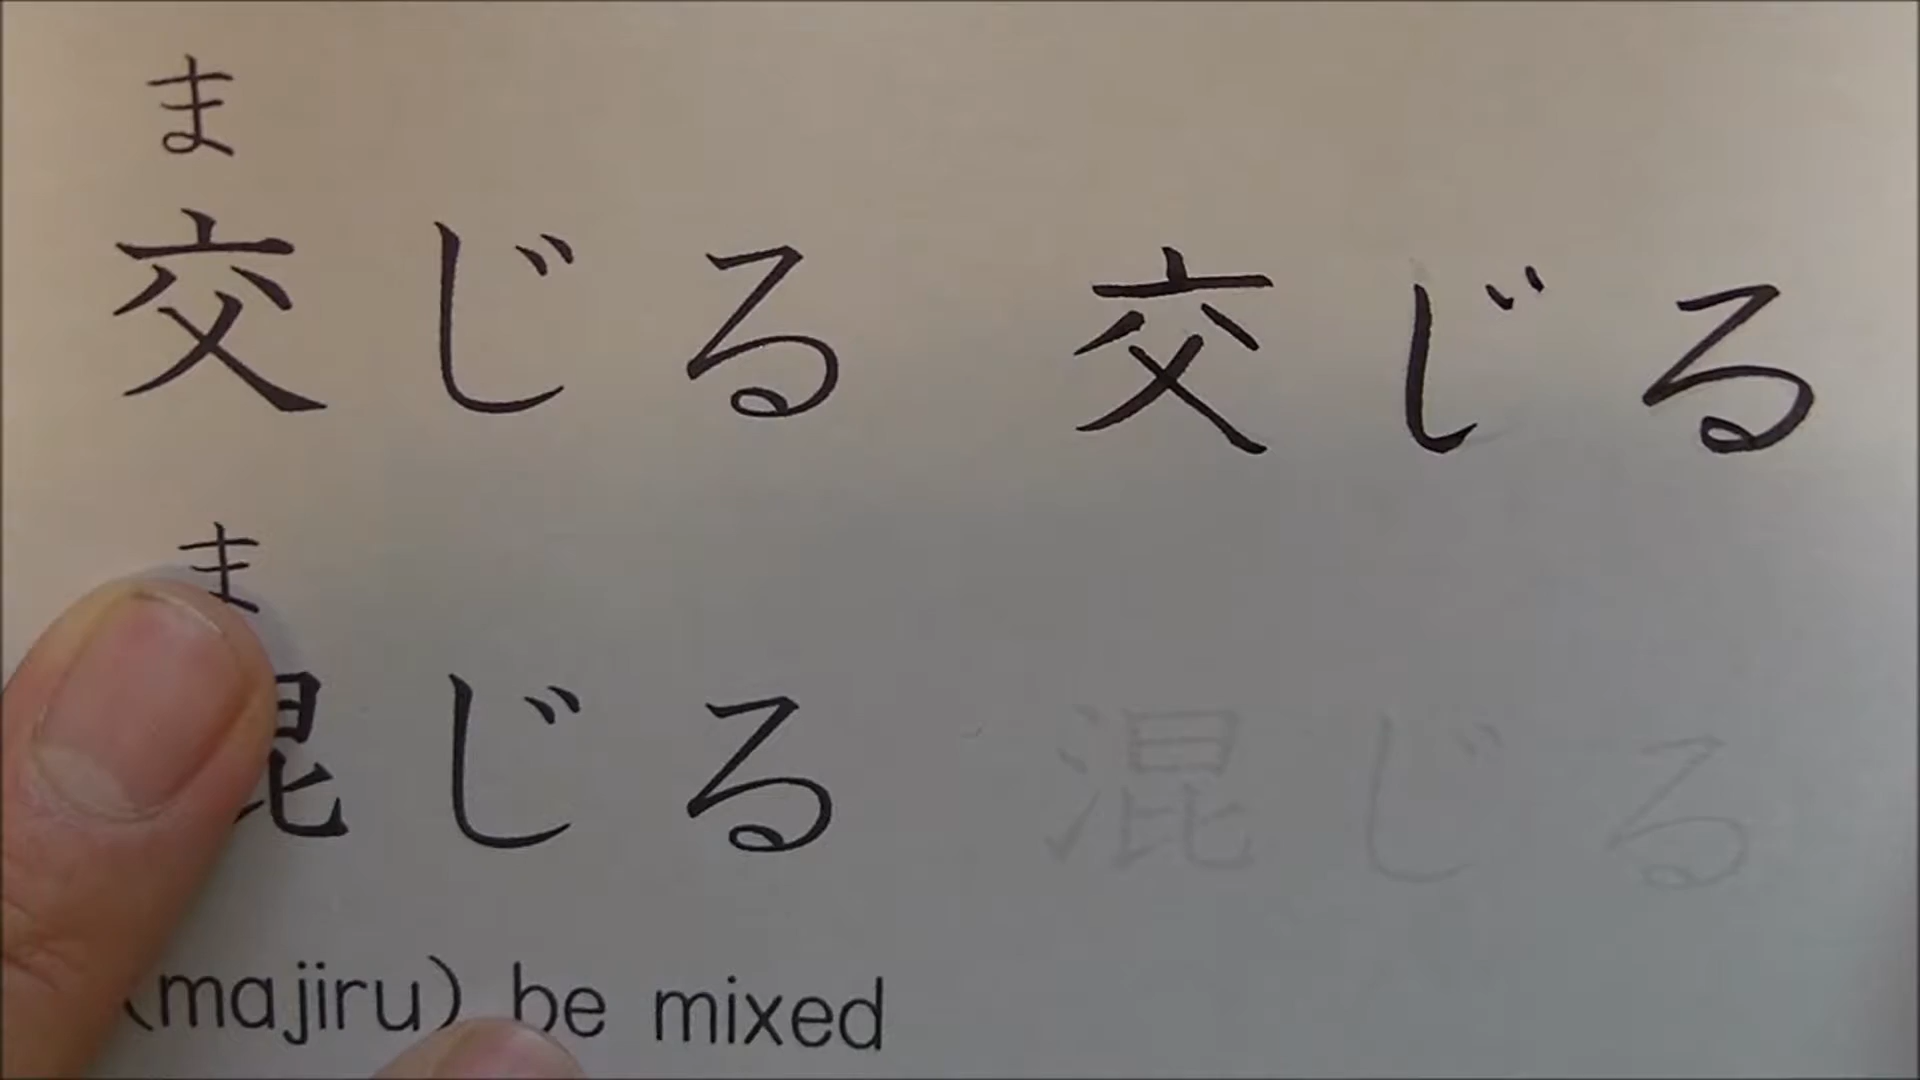 ま
交じる 交じる
ま
混じる 混じる
(majiru) be mixed